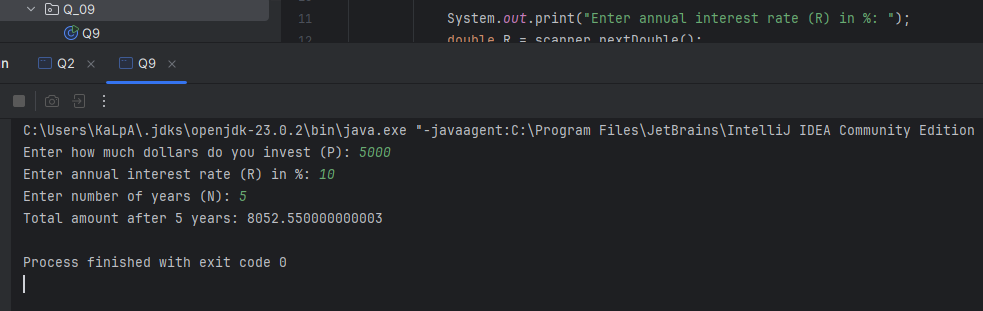 Q_09
11 System.out.print("Enter annual interest rate (R) in %: ");
Q9
12 double R = scanner.nextDouble();
n Q2 × Q9 ×
C:\Users\KaLpA\.jdks\openjdk-23.0.2\bin\java.exe "-javaagent:C:\Program Files\JetBrains\IntelliJ IDEA Community Edition
Enter how much dollars do you invest (P): 5000
Enter annual interest rate (R) in %: 10
Enter number of years (N): 5
Total amount after 5 years: 8052.550000000003
Process finished with exit code 0